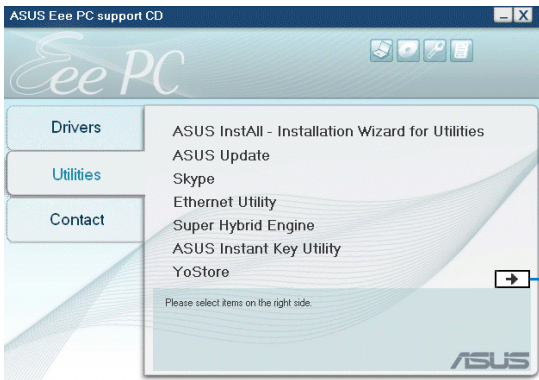 ASUS Eee PC support CD
Eee PC
Drivers
Utilities
Contact
ASUS InstAll - Installation Wizard for Utilities
ASUS Update
Skype
Ethernet Utility
Super Hybrid Engine
ASUS Instant Key Utility
YoStore
Please select items on the right side.
ASUS